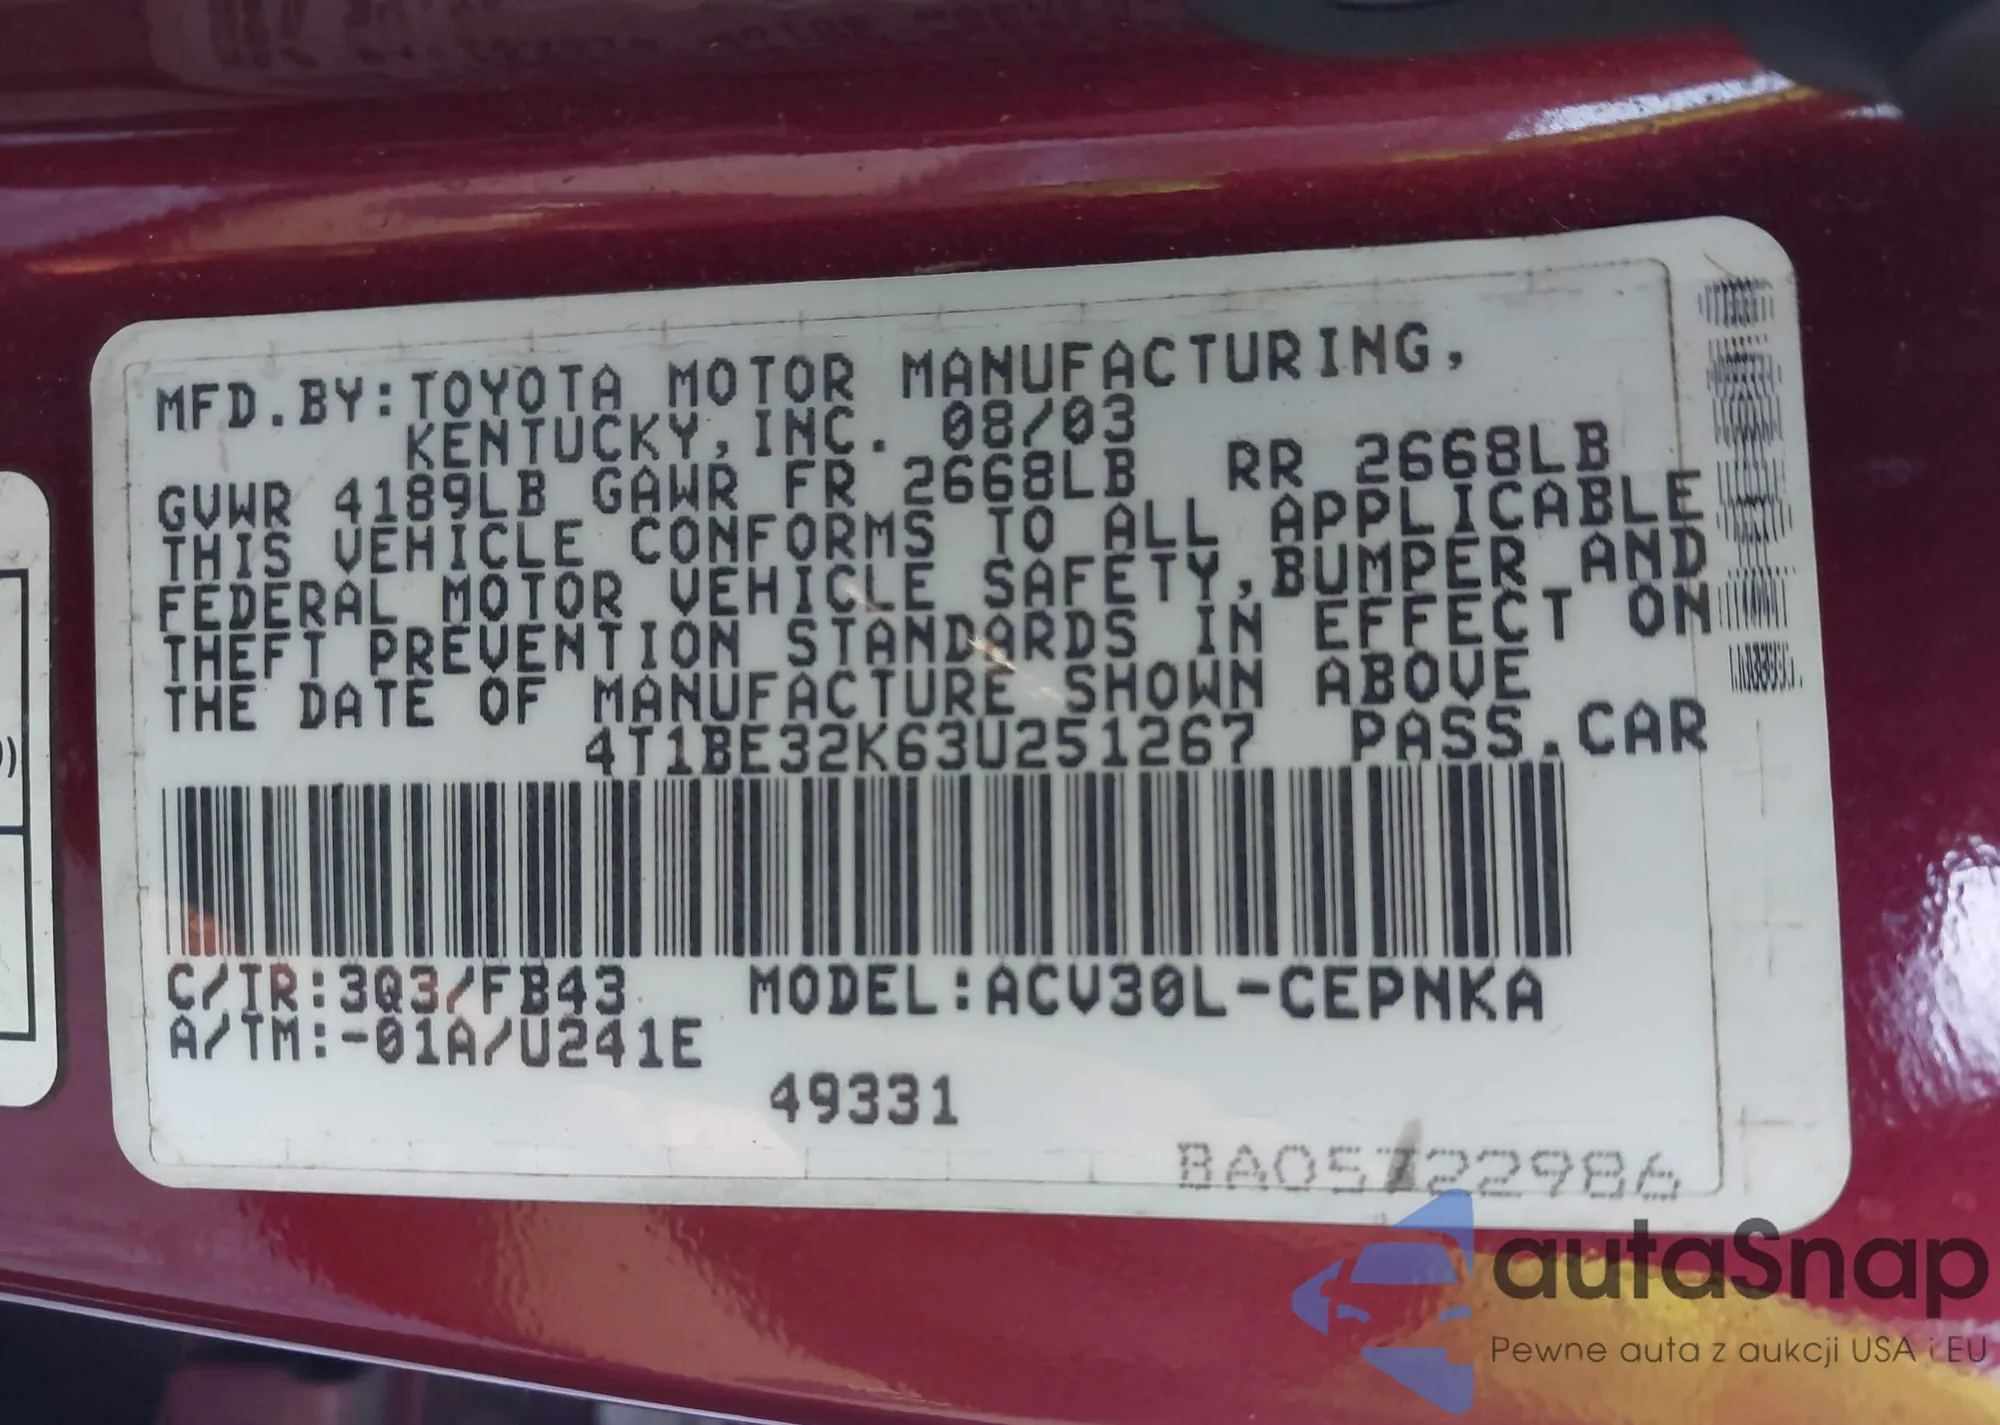 MFD.BY:TOYOTA MOTOR MANUFACTURING,
KENTUCKY,INC. 08/03
GVWR 4189LB GAWR FR 2668LB RR 2668LB
THIS VEHICLE CONFORMS TO ALL APPLICABLE
FEDERAL MOTOR VEHICLE SAFETY,BUMPER AND
THEFT PREVENTION STANDARDS IN EFFECT ON
THE DATE OF MANUFACTURE SHOWN ABOVE
4T1BE32K63U251267 PASS.CAR
C/TR:3Q3/FB43 MODEL:ACV30L-CEPNKA
A/TM:-01A/U241E
49331
BA05722986
autaSnap
Pewne auta z aukcji USA i EU